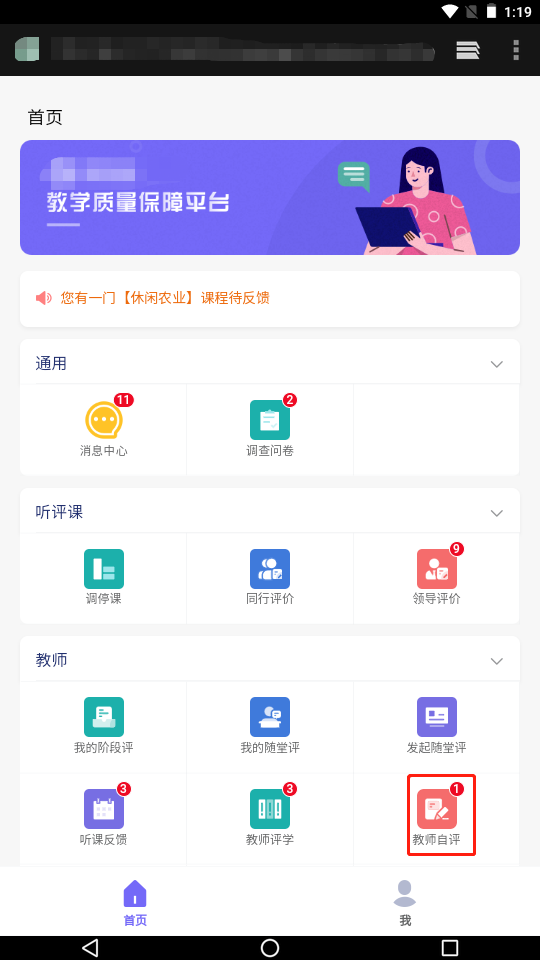 1:19
首页
教学质量保障平台
您有一门【休闲农业】课程待反馈
通用
11
2
消息中心
调查问卷
听评课
9
调停课
同行评价
领导评价
教师
我的阶段评
我的随堂评
发起随堂评
3
3
1
听课反馈
教师评学
教师自评
首页
我